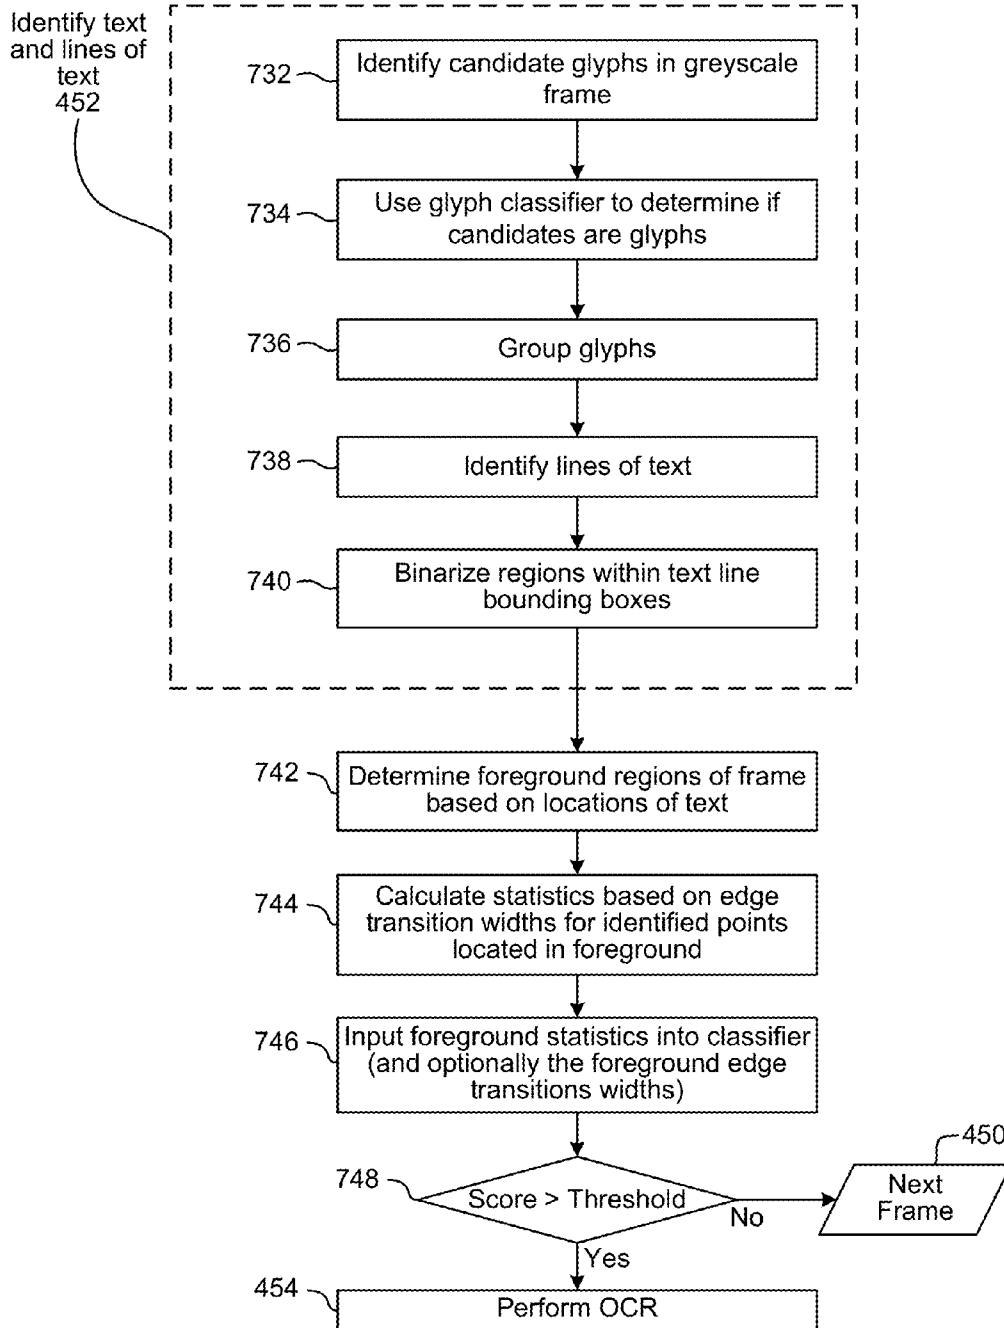 Identify text
and lines of
text
452
732
Identify candidate glyphs in greyscale
frame
734
Use glyph classifier to determine if
candidates are glyphs
736
Group glyphs
738
Identify lines of text
740
Binarize regions within text line
bounding boxes
742
Determine foreground regions of frame
based on locations of text
744
Calculate statistics based on edge
transition widths for identified points
located in foreground
746
Input foreground statistics into classifier
(and optionally the foreground edge
transitions widths)
748
Score > Threshold
No
450
Next
Frame
Yes
454
Perform OCR